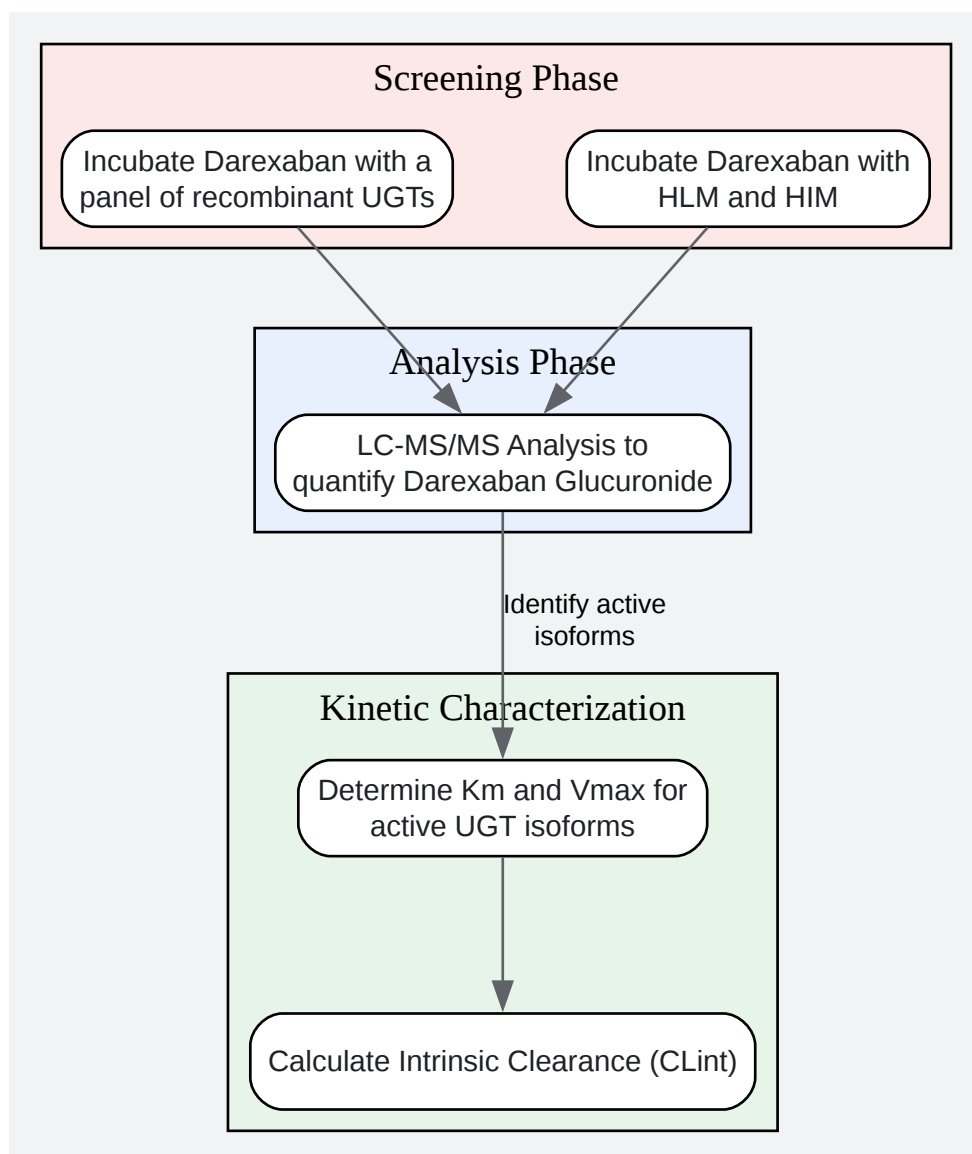 Screening Phase
Incubate Darexaban with a
panel of recombinant UGTs
Incubate Darexaban with
HLM and HIM
Analysis Phase
LC-MS/MS Analysis to
quantify Darexaban Glucuronide
Identify active
isoforms
Kinetic Characterization
Determine Km and Vmax for
active UGT isoforms
Calculate Intrinsic Clearance (CLint)